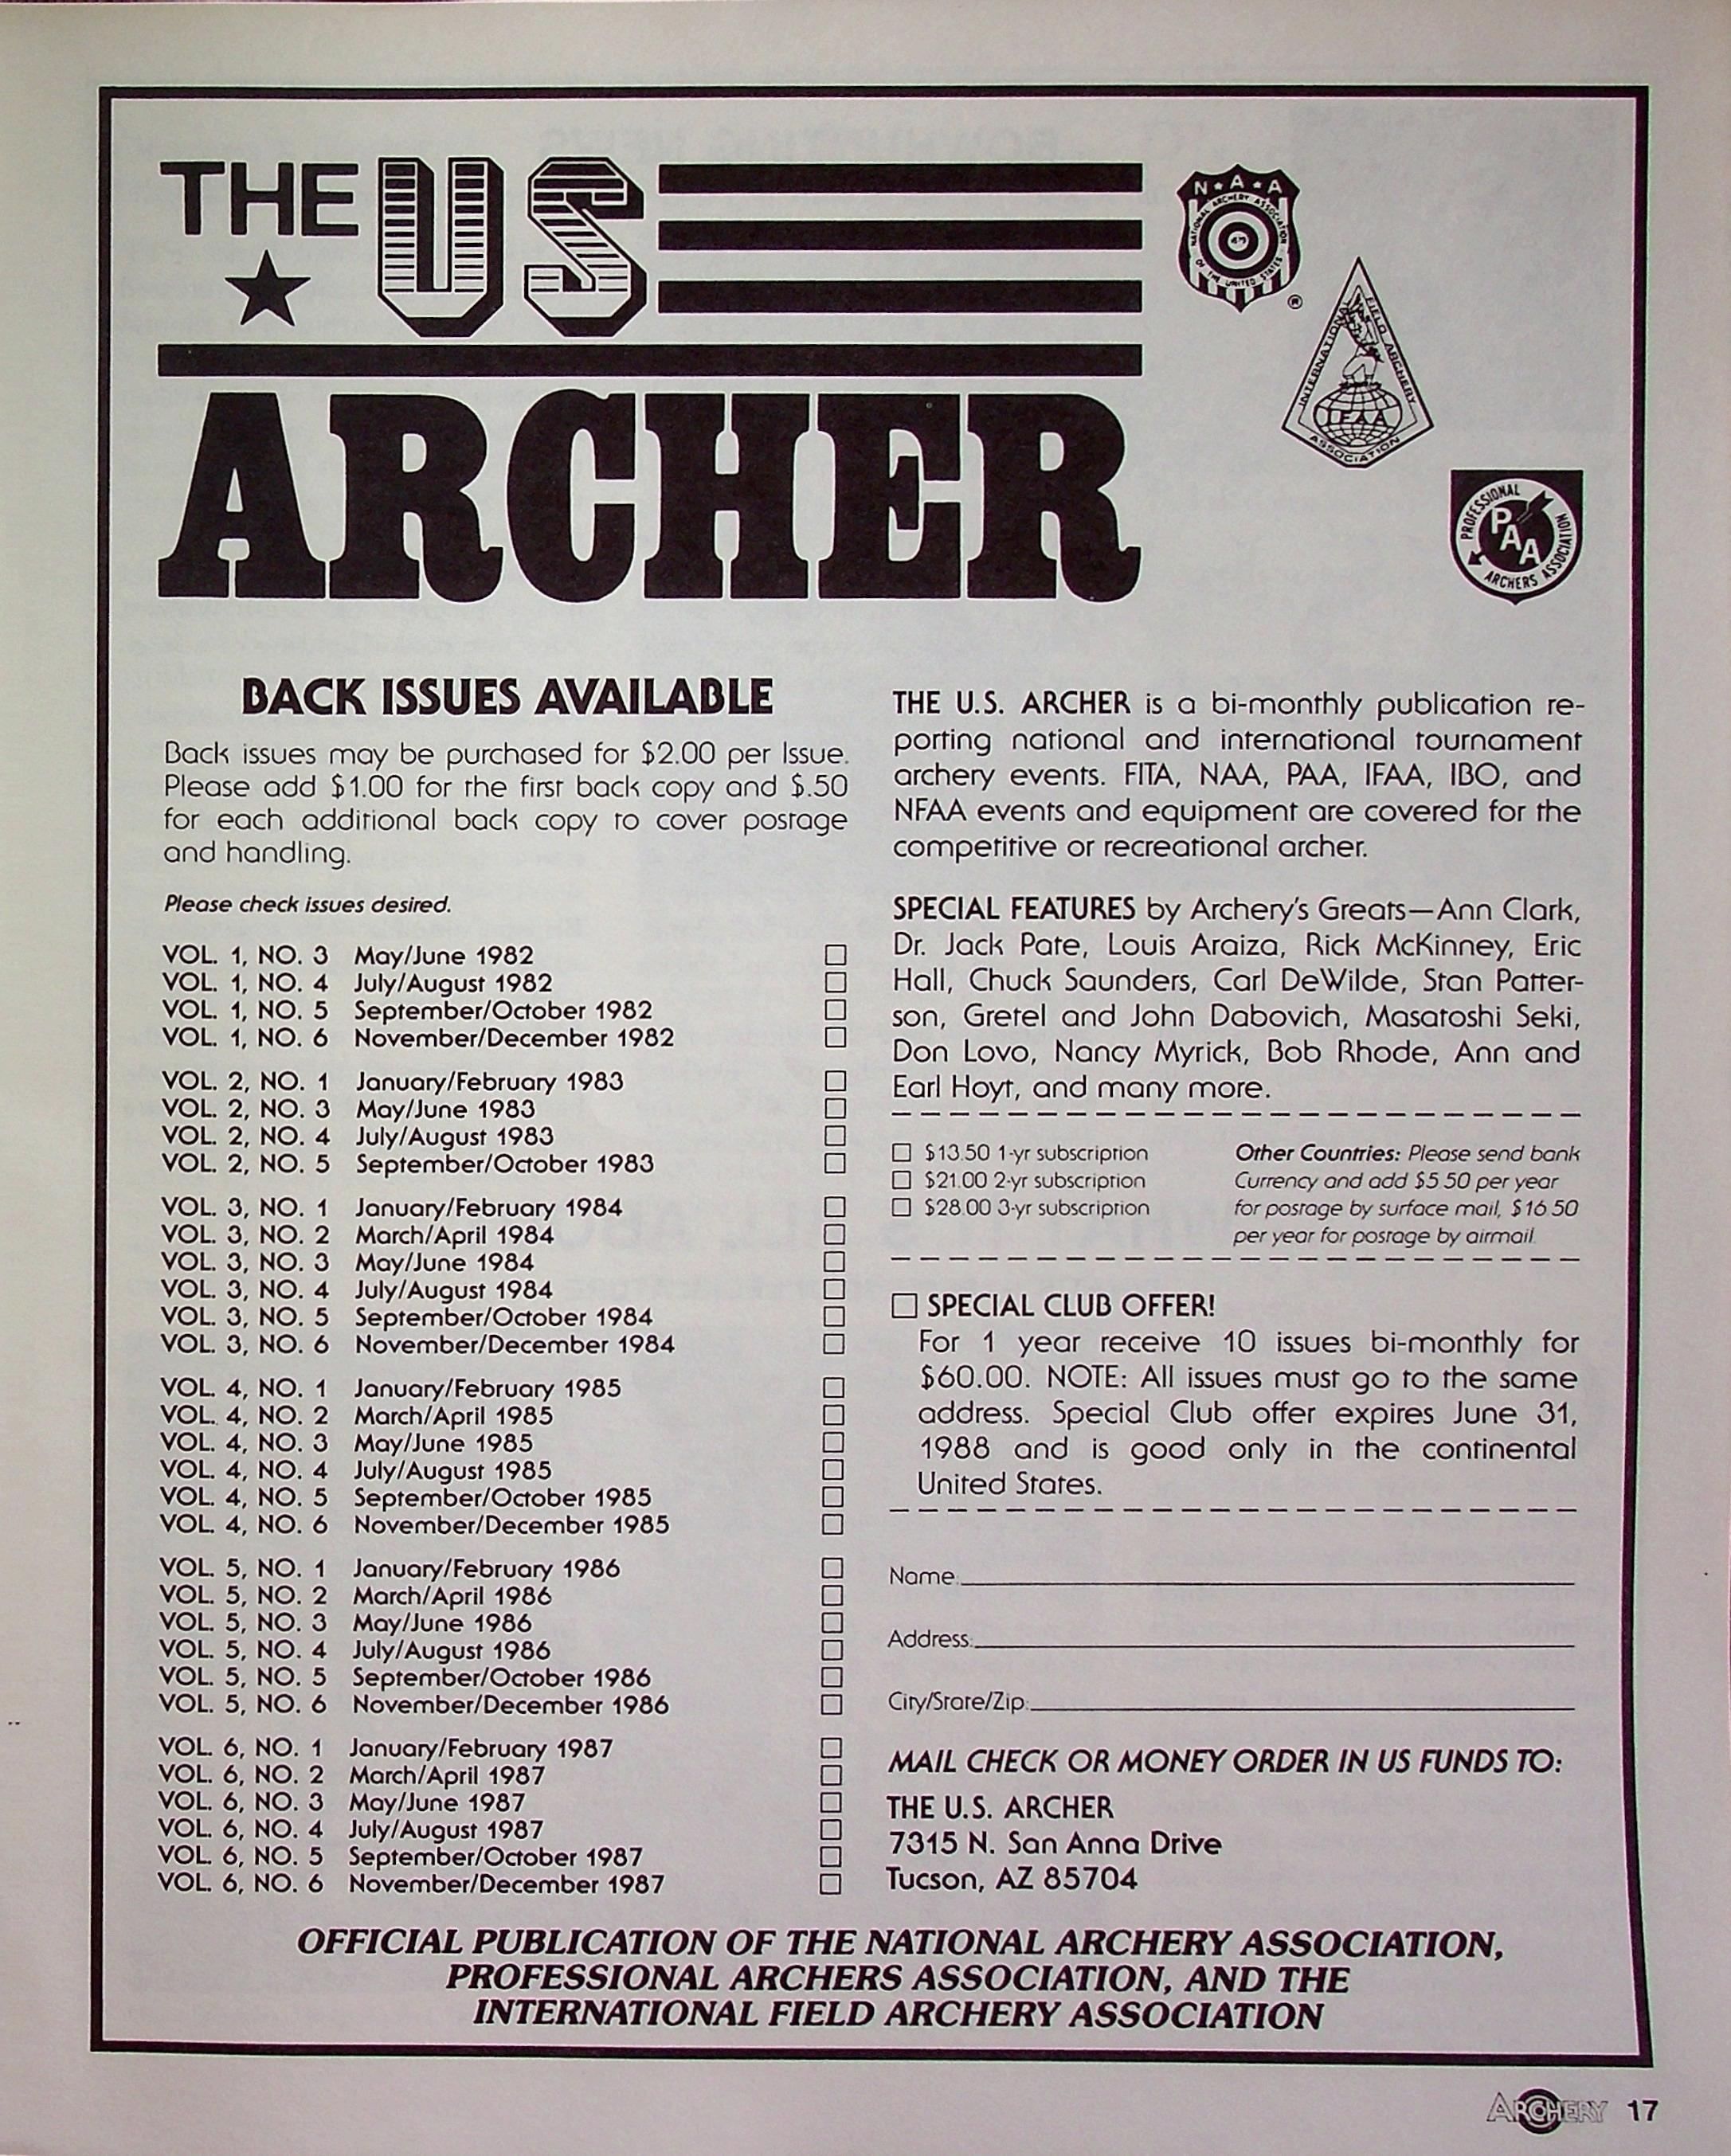 THE US
ARCHER
N★A★A
NATIONAL ARCHERY ASSOCIATION
OF THE UNITED STATES
®
INTERNATIONAL FIELD ARCHERY
IFAA
ASSOCIATION
PROFESSIONAL
PAA
ARCHERS ASSOCIATION
BACK ISSUES AVAILABLE
Back issues may be purchased for $2.00 per Issue.
Please add $1.00 for the first back copy and $.50
for each additional back copy to cover postage
and handling.
Please check issues desired.
VOL. 1, NO. 3 May/June 1982 □
VOL. 1, NO. 4 July/August 1982 □
VOL. 1, NO. 5 September/October 1982 □
VOL. 1, NO. 6 November/December 1982 □
VOL. 2, NO. 1 January/February 1983 □
VOL. 2, NO. 3 May/June 1983 □
VOL. 2, NO. 4 July/August 1983 □
VOL. 2, NO. 5 September/October 1983 □
VOL. 3, NO. 1 January/February 1984 □
VOL. 3, NO. 2 March/April 1984 □
VOL. 3, NO. 3 May/June 1984 □
VOL. 3, NO. 4 July/August 1984 □
VOL. 3, NO. 5 September/October 1984 □
VOL. 3, NO. 6 November/December 1984 □
VOL. 4, NO. 1 January/February 1985 □
VOL. 4, NO. 2 March/April 1985 □
VOL. 4, NO. 3 May/June 1985 □
VOL. 4, NO. 4 July/August 1985 □
VOL. 4, NO. 5 September/October 1985 □
VOL. 4, NO. 6 November/December 1985 □
VOL. 5, NO. 1 January/February 1986 □
VOL. 5, NO. 2 March/April 1986 □
VOL. 5, NO. 3 May/June 1986 □
VOL. 5, NO. 4 July/August 1986 □
VOL. 5, NO. 5 September/October 1986 □
VOL. 5, NO. 6 November/December 1986 □
VOL. 6, NO. 1 January/February 1987 □
VOL. 6, NO. 2 March/April 1987 □
VOL. 6, NO. 3 May/June 1987 □
VOL. 6, NO. 4 July/August 1987 □
VOL. 6, NO. 5 September/October 1987 □
VOL. 6, NO. 6 November/December 1987 □
THE U.S. ARCHER is a bi-monthly publication re-
porting national and international tournament
archery events. FITA, NAA, PAA, IFAA, IBO, and
NFAA events and equipment are covered for the
competitive or recreational archer.
SPECIAL FEATURES by Archery's Greats—Ann Clark,
Dr. Jack Pate, Louis Araiza, Rick McKinney, Eric
Hall, Chuck Saunders, Carl DeWilde, Stan Patter-
son, Gretel and John Dabovich, Masatoshi Seki,
Don Lovo, Nancy Myrick, Bob Rhode, Ann and
Earl Hoyt, and many more.
□ $13.50 1-yr subscription
□ $21.00 2-yr subscription
□ $28.00 3-yr subscription
Other Countries: Please send bank
Currency and add $5.50 per year
for postage by surface mail, $16.50
per year for postage by airmail.
□ SPECIAL CLUB OFFER!
For 1 year receive 10 issues bi-monthly for
$60.00. NOTE: All issues must go to the same
address. Special Club offer expires June 31,
1988 and is good only in the continental
United States.
Name:
Address:
City/State/Zip:
MAIL CHECK OR MONEY ORDER IN US FUNDS TO:
THE U.S. ARCHER
7315 N. San Anna Drive
Tucson, AZ 85704
OFFICIAL PUBLICATION OF THE NATIONAL ARCHERY ASSOCIATION,
PROFESSIONAL ARCHERS ASSOCIATION, AND THE
INTERNATIONAL FIELD ARCHERY ASSOCIATION
ARCHERY 17